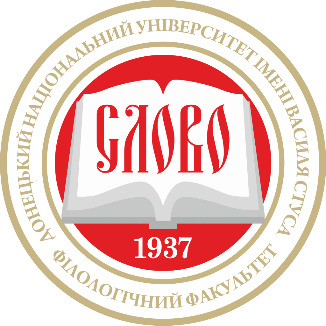 ДОНЕЦЬКИЙ НАЦІОНАЛЬНИЙ УНІВЕРСИТЕТ ІМЕНІ ВАСИЛЯ СТУСА
СЛОВО
1937
ФІЛОЛОГІЧНИЙ ФАКУЛЬТЕТ